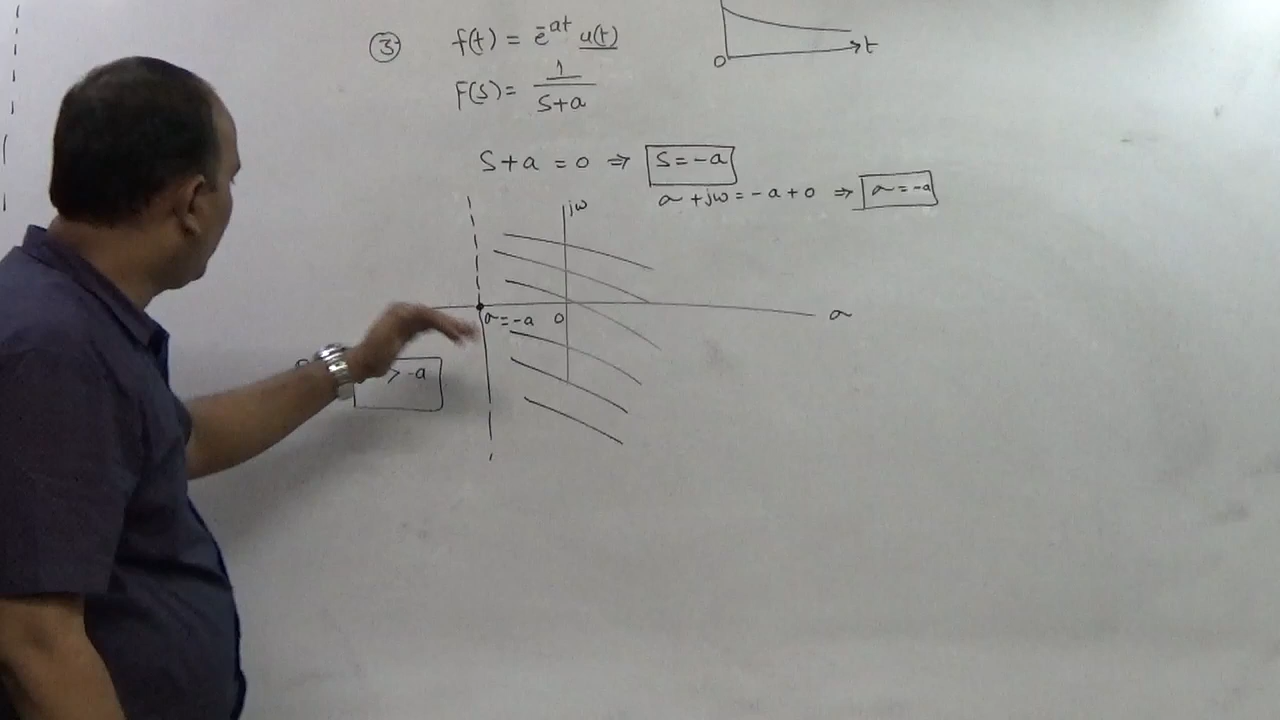 ③ f(t) = e^-at u(t)
t
0
F(s) = 1/(s+a)
s+a = 0 ⇒ s = -a
σ + jω = -a + 0 ⇒ σ = -a
jω
σ = -a 0 σ
> -a